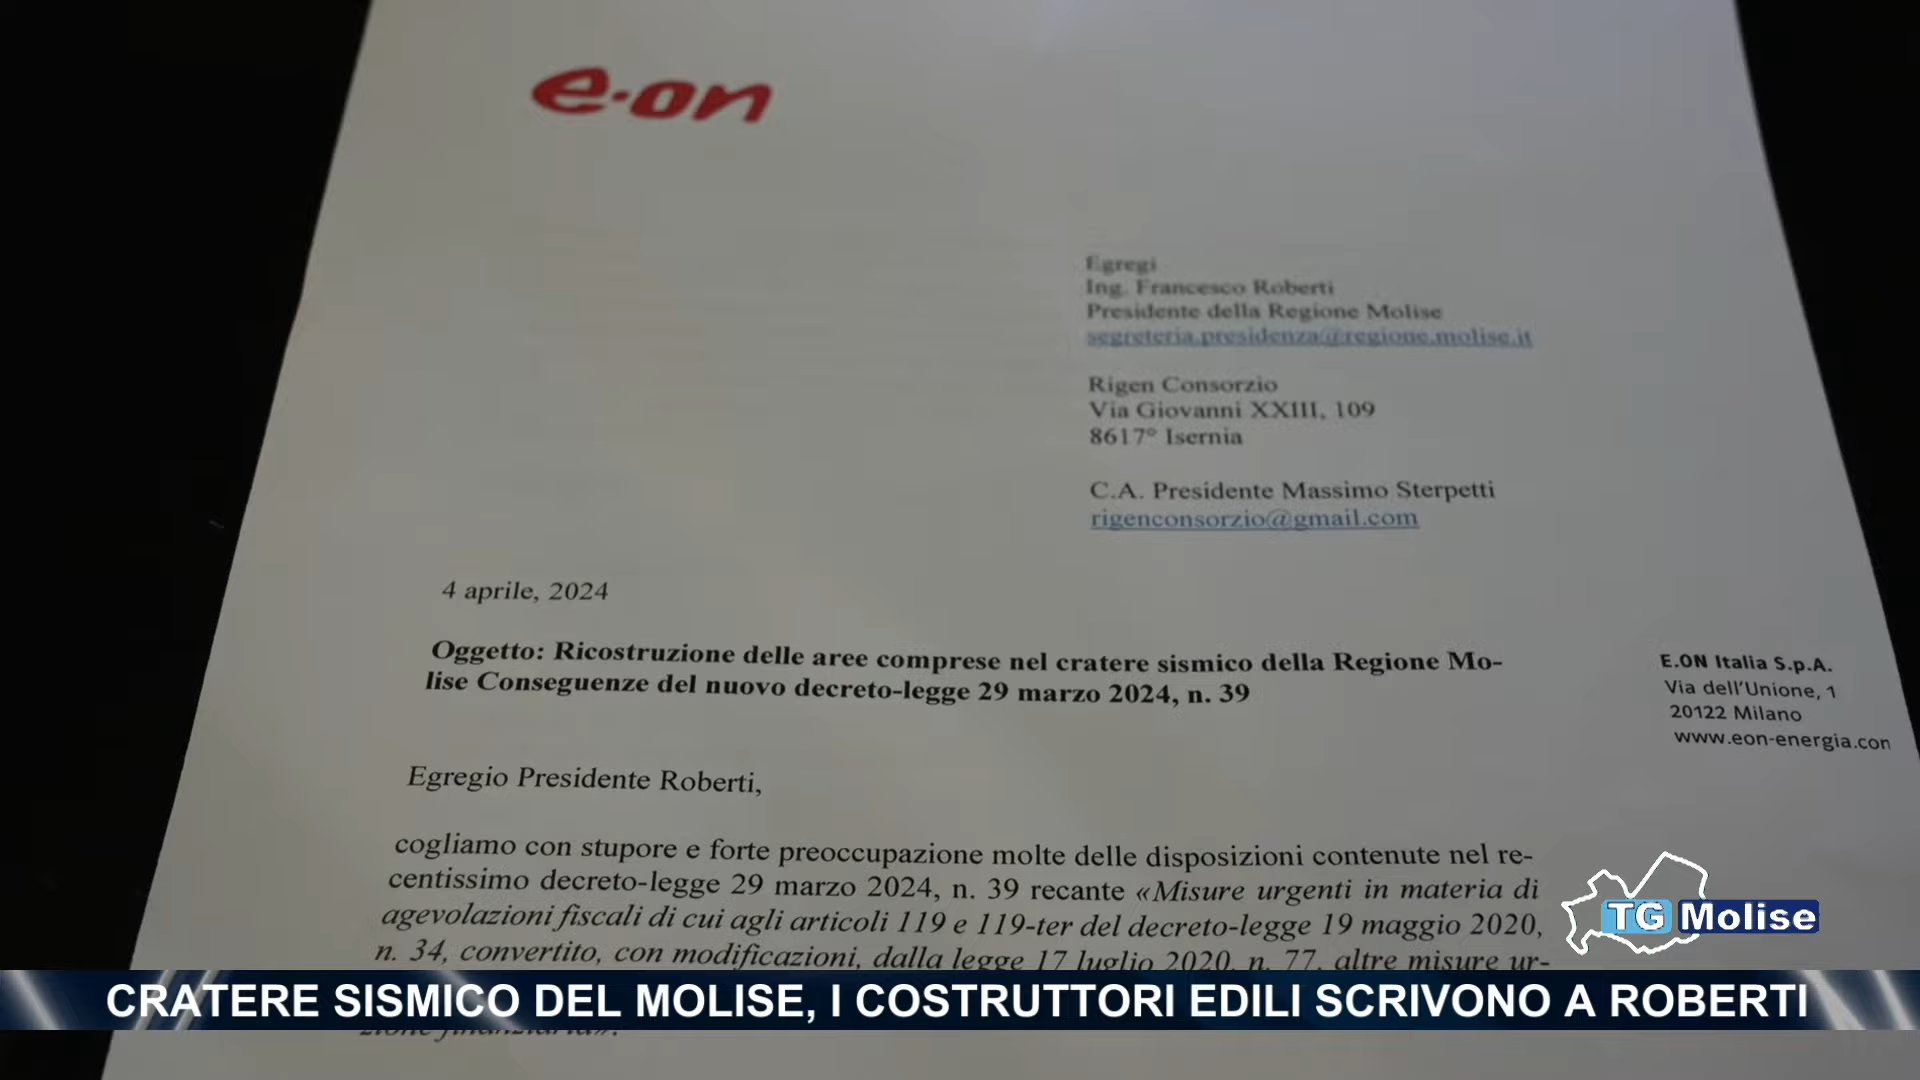 e·on
Egregi
Ing. Francesco Roberti
Presidente della Regione Molise
segreteria.presidenza@regione.molise.it
Rigen Consorzio
Via Giovanni XXIII, 109
8617° Isernia
C.A. Presidente Massimo Sterpetti
rigenconsorzio@gmail.com
4 aprile, 2024
Oggetto: Ricostruzione delle aree comprese nel cratere sismico della Regione Mo-
lise Conseguenze del nuovo decreto-legge 29 marzo 2024, n. 39
E.ON Italia S.p.A.
Via dell'Unione, 1
20122 Milano
www.eon-energia.con
Egregio Presidente Roberti,
cogliamo con stupore e forte preoccupazione molte delle disposizioni contenute nel re-
centissimo decreto-legge 29 marzo 2024, n. 39 recante «Misure urgenti in materia di
agevolazioni fiscali di cui agli articoli 119 e 119-ter del decreto-legge 19 maggio 2020,
n. 34, convertito, con modificazioni, dalla legge 17 luglio 2020, n. 77, altre misure ur-
TG Molise
CRATERE SISMICO DEL MOLISE, I COSTRUTTORI EDILI SCRIVONO A ROBERTI